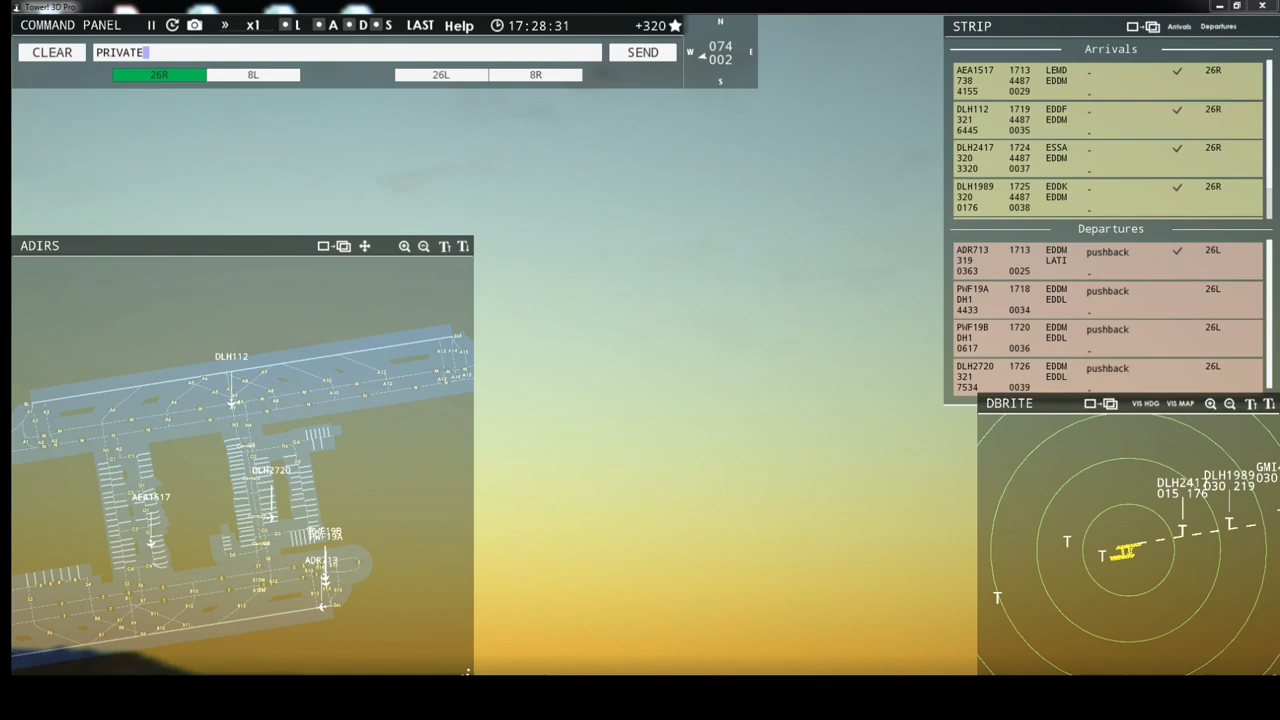 Tower! 3D Pro
COMMAND PANEL x1 L A D S LAST Help 17:28:31 +320
CLEAR PRIVATE SEND
26R 8L 26L 8R
N
W 074 E
002
S
STRIP Arrivals Departures
Arrivals
AEA1517 1713 LEMD - 26R
738 4487 EDDM
4155 0029 -
DLH112 1719 EDDF - 26R
321 4487 EDDM
6445 0035 -
DLH2417 1724 ESSA - 26R
320 4487 EDDM
3320 0037 -
DLH1989 1725 EDDK - 26R
320 4487 EDDM
0176 0038 -
Departures
ADR713 1713 EDDM pushback 26L
319 LATI
0363 0025 -
PWF19A 1718 EDDM pushback 26L
DH1 EDDL
4433 0034 -
PWF19B 1720 EDDM pushback 26L
DH1 EDDL
0617 0036 -
DLH2720 1726 EDDM pushback 26L
321 EDDL
7534 0039 -
ADIRS
DLH112
DLH2720
AEA1517
PWF19B
PWF19A
ADR713
DBRITE VIS HDG VIS MAP
GMI
DLH1989 030
DLH2417 030 219
015 176
T
T
T
T
T